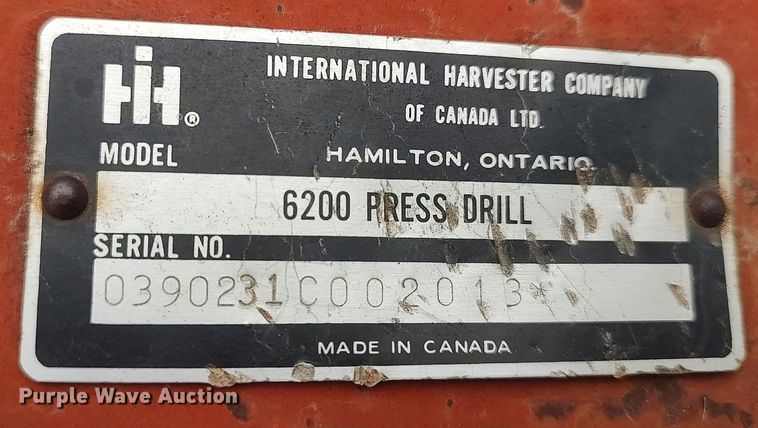 IH®
INTERNATIONAL HARVESTER COMPANY
OF CANADA LTD.
MODEL
HAMILTON, ONTARIO.
6200 PRESS DRILL
SERIAL NO.
0390231C002013*
MADE IN CANADA
Purple Wave Auction